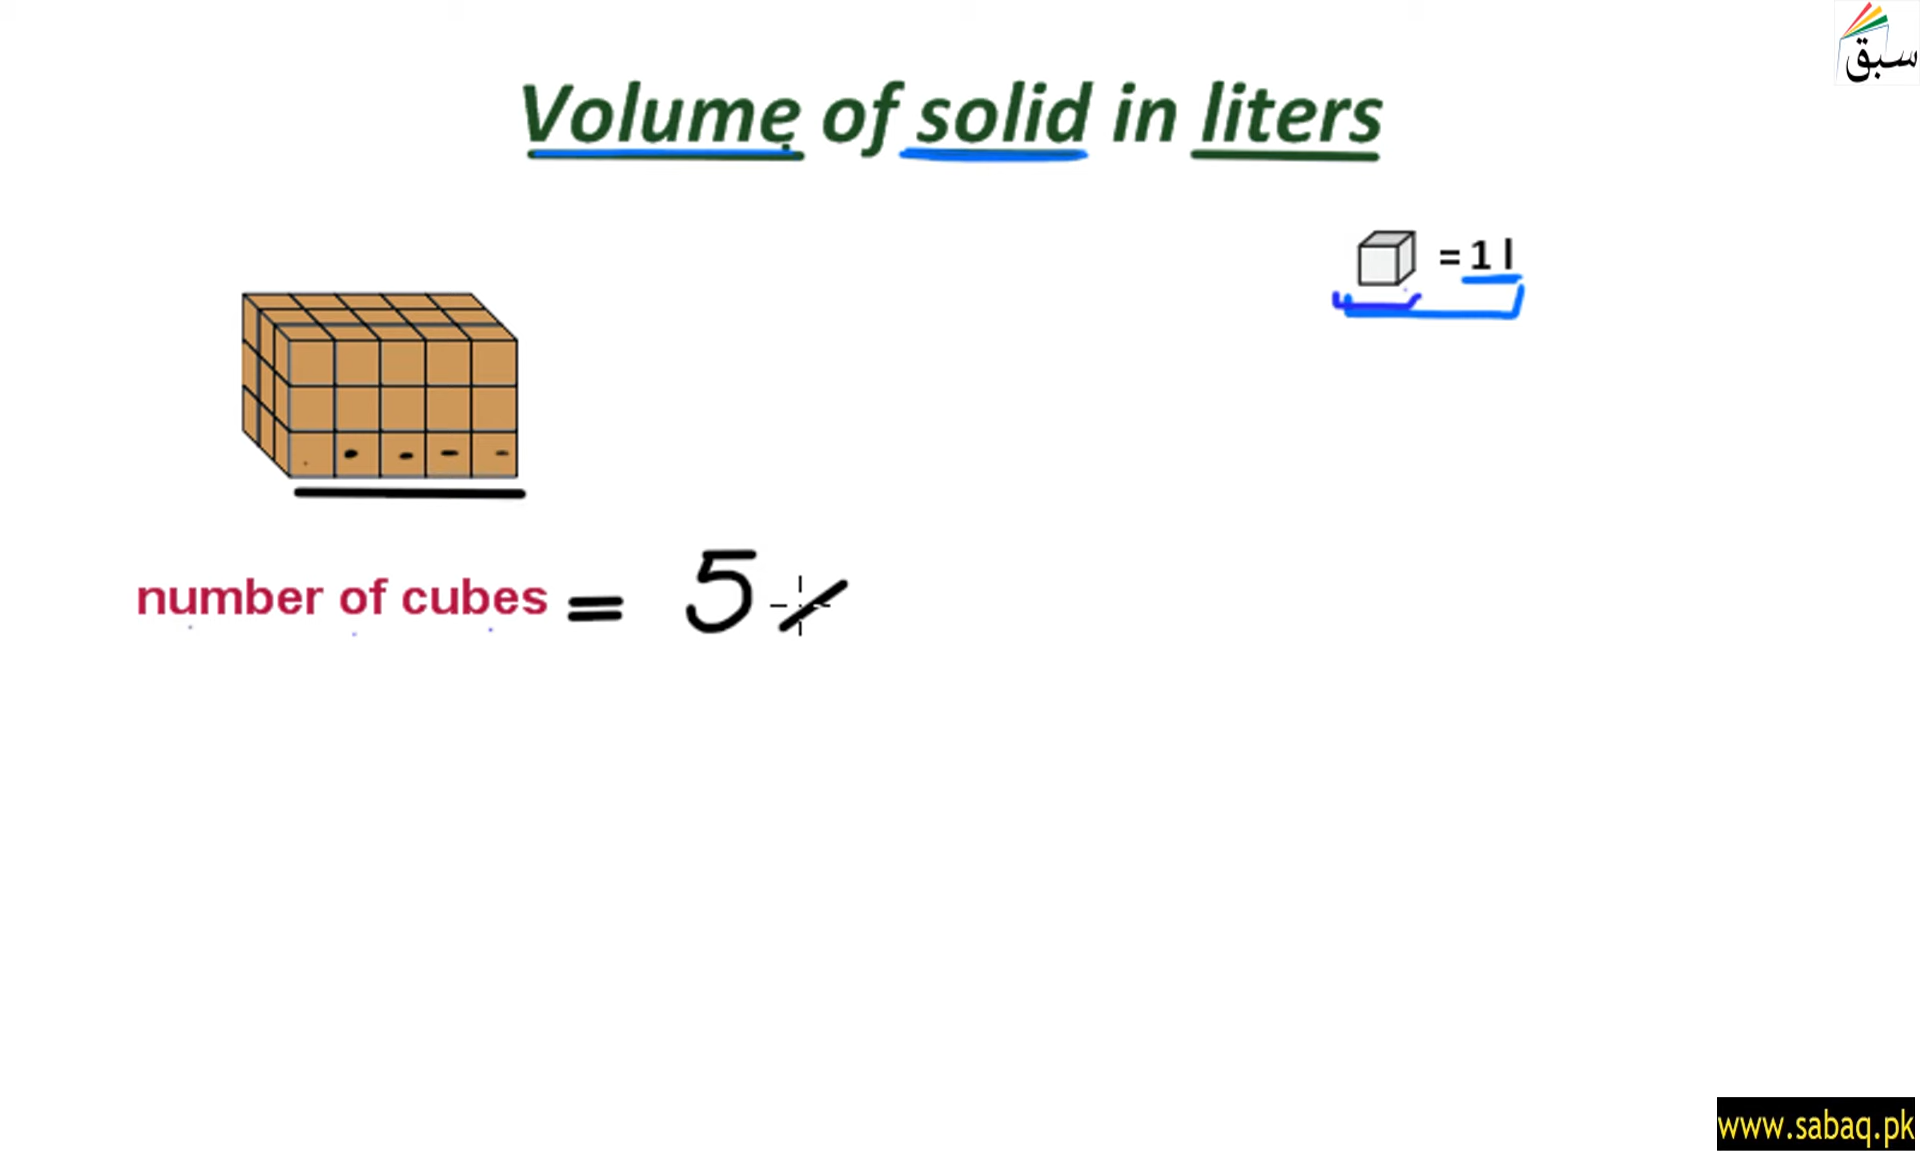 سبق
Volume of solid in liters
= 1 l
number of cubes = 5
www.sabaq.pk